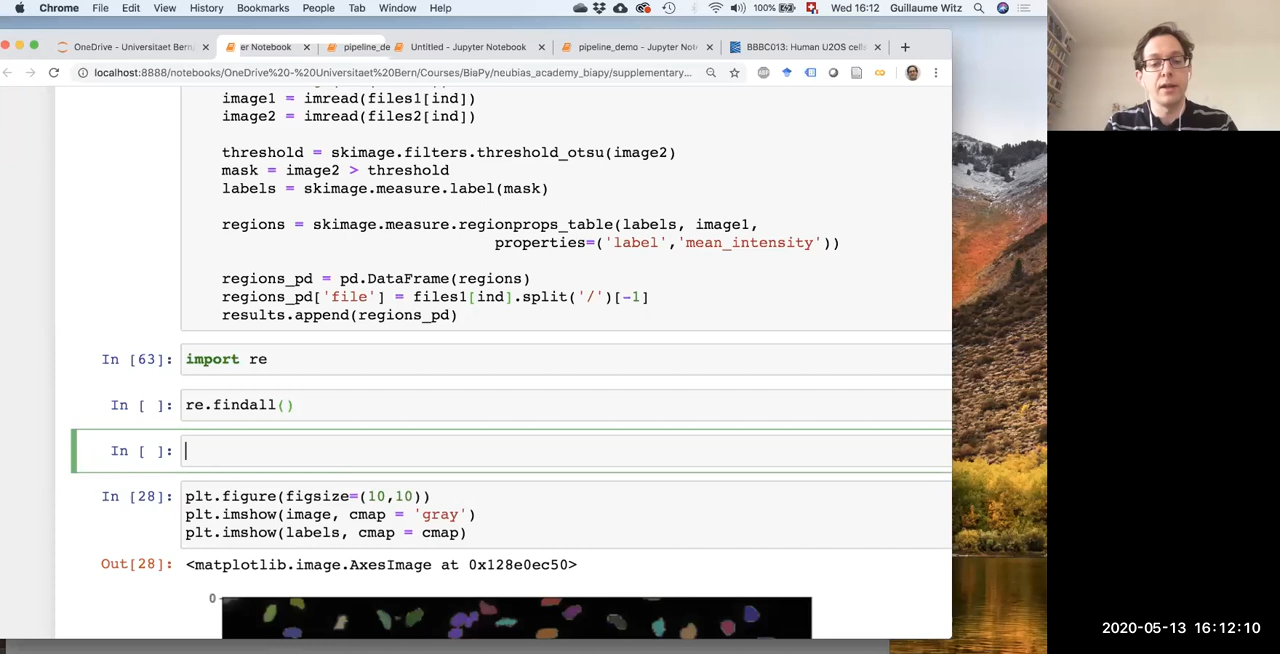 Chrome File Edit View History Bookmarks People Tab Window Help 100% Wed 16:12 Guillaume Witz
OneDrive - Universitaet Bern er Notebook pipeline_de Untitled - Jupyter Notebook pipeline_demo - Jupyter Not BBBC013: Human U2OS cells
localhost:8888/notebooks/OneDrive%20-%20Universitaet%20Bern/Courses/BiaPy/neubias_academy_biapy/supplementary...
image1 = imread(files1[ind])
image2 = imread(files2[ind])
threshold = skimage.filters.threshold_otsu(image2)
mask = image2 > threshold
labels = skimage.measure.label(mask)
regions = skimage.measure.regionprops_table(labels, image1,
properties=('label','mean_intensity'))
regions_pd = pd.DataFrame(regions)
regions_pd['file'] = files1[ind].split('/')[-1]
results.append(regions_pd)
In [63]: import re
In [ ]: re.findall()
In [ ]:
In [28]: plt.figure(figsize=(10,10))
plt.imshow(image, cmap = 'gray')
plt.imshow(labels, cmap = cmap)
Out[28]: <matplotlib.image.AxesImage at 0x128e0ec50>
0
2020-05-13 16:12:10